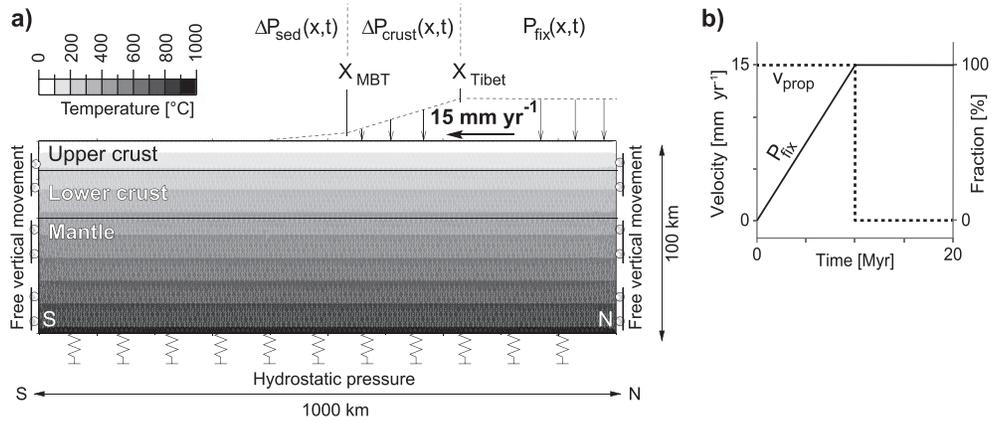 a)
ΔPsed(x,t)
ΔPcrust(x,t)
Pfix(x,t)
0
200
400
600
800
1000
Temperature [°C]
XMBT
XTibet
15 mm yr-1
Upper crust
Lower crust
Mantle
Free vertical movement
Free vertical movement
S
N
100 km
Hydrostatic pressure
S
N
1000 km
b)
15
vprop
Pfix
0
Velocity [mm yr-1]
100
0
Fraction [%]
0
20
Time [Myr]